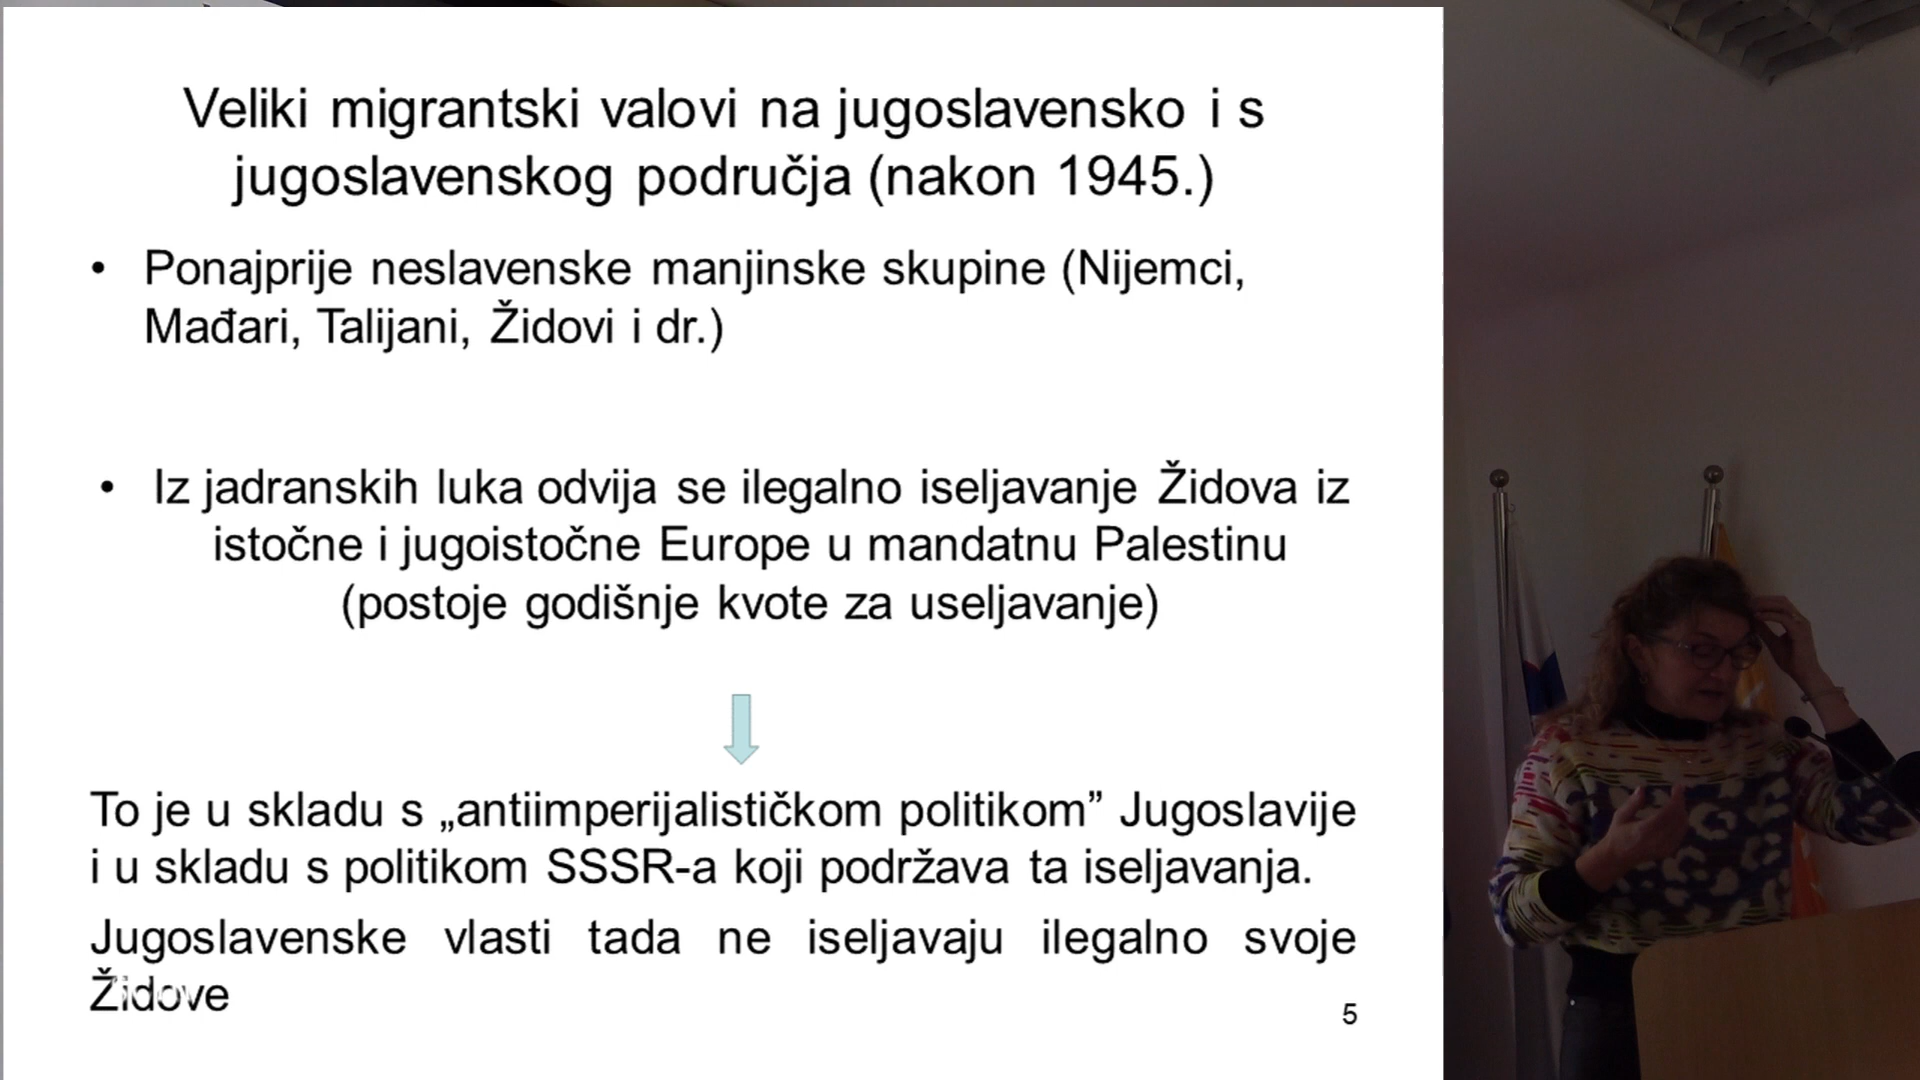 Veliki migrantski valovi na jugoslavensko i s
jugoslavenskog područja (nakon 1945.)
• Ponajprije neslavenske manjinske skupine (Nijemci,
Mađari, Talijani, Židovi i dr.)
• Iz jadranskih luka odvija se ilegalno iseljavanje Židova iz
istočne i jugoistočne Europe u mandatnu Palestinu
(postoje godišnje kvote za useljavanje)
To je u skladu s „antiimperijalističkom politikom” Jugoslavije
i u skladu s politikom SSSR-a koji podržava ta iseljavanja.
Jugoslavenske vlasti tada ne iseljavaju ilegalno svoje
Židove
5